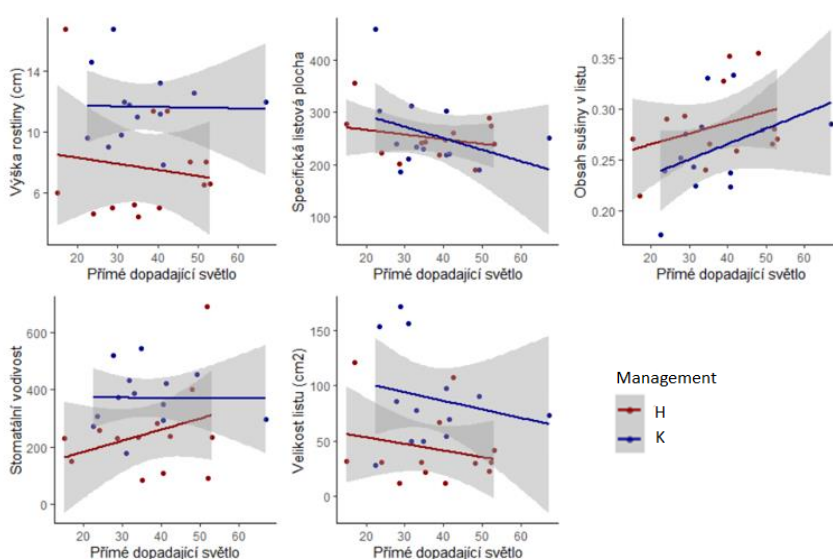 Výška rostliny (cm)
14
10
6
20 30 40 50 60
Přímé dopadající světlo
Specifická listová plocha
400
300
200
100
20 30 40 50 60
Přímé dopadající světlo
Obsah sušiny v listu
0.35
0.30
0.25
0.20
20 30 40 50 60
Přímé dopadající světlo
Stomatální vodivost
600
400
200
0
20 30 40 50 60
Přímé dopadající světlo
Velikost listu (cm2)
150
100
50
0
20 30 40 50 60
Přímé dopadající světlo
Management
H
K